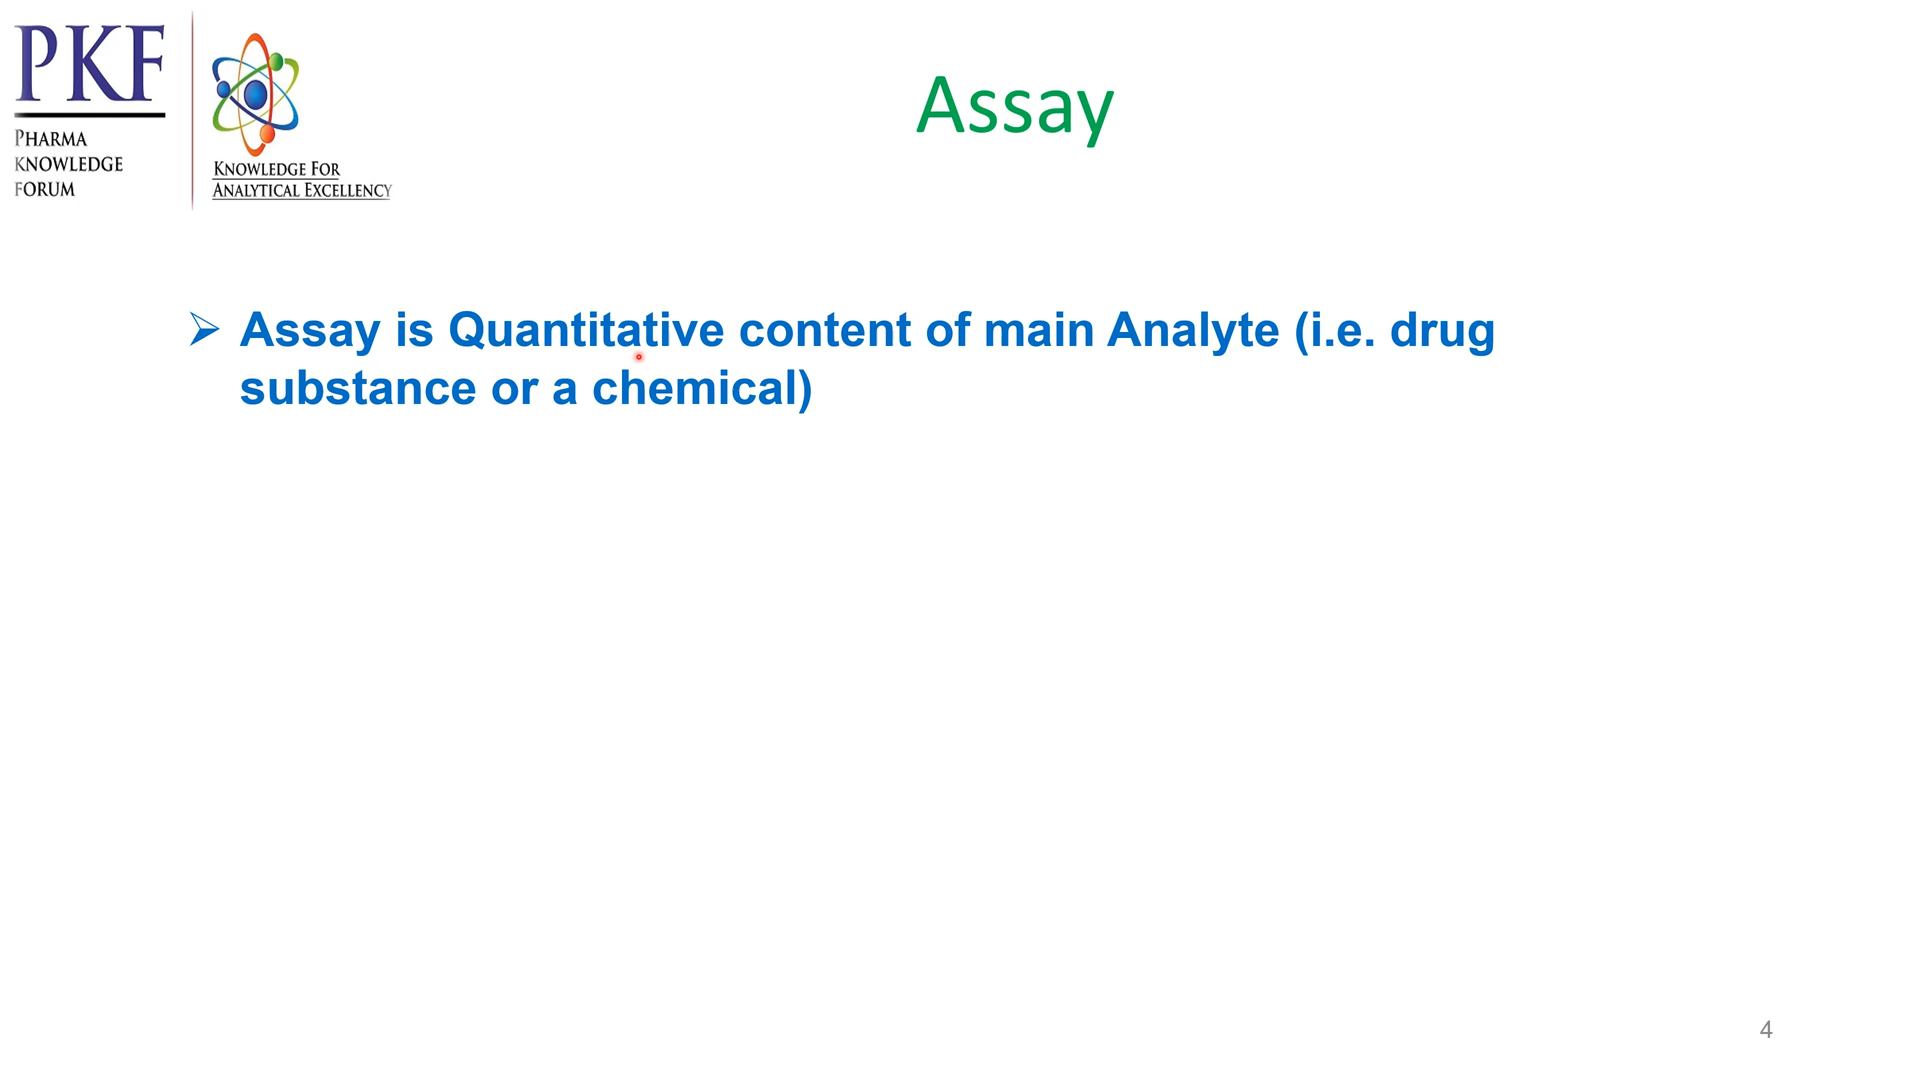 PKF
PHARMA
KNOWLEDGE
FORUM
KNOWLEDGE FOR
ANALYTICAL EXCELLENCY
Assay
➢ Assay is Quantitative content of main Analyte (i.e. drug
substance or a chemical)
4